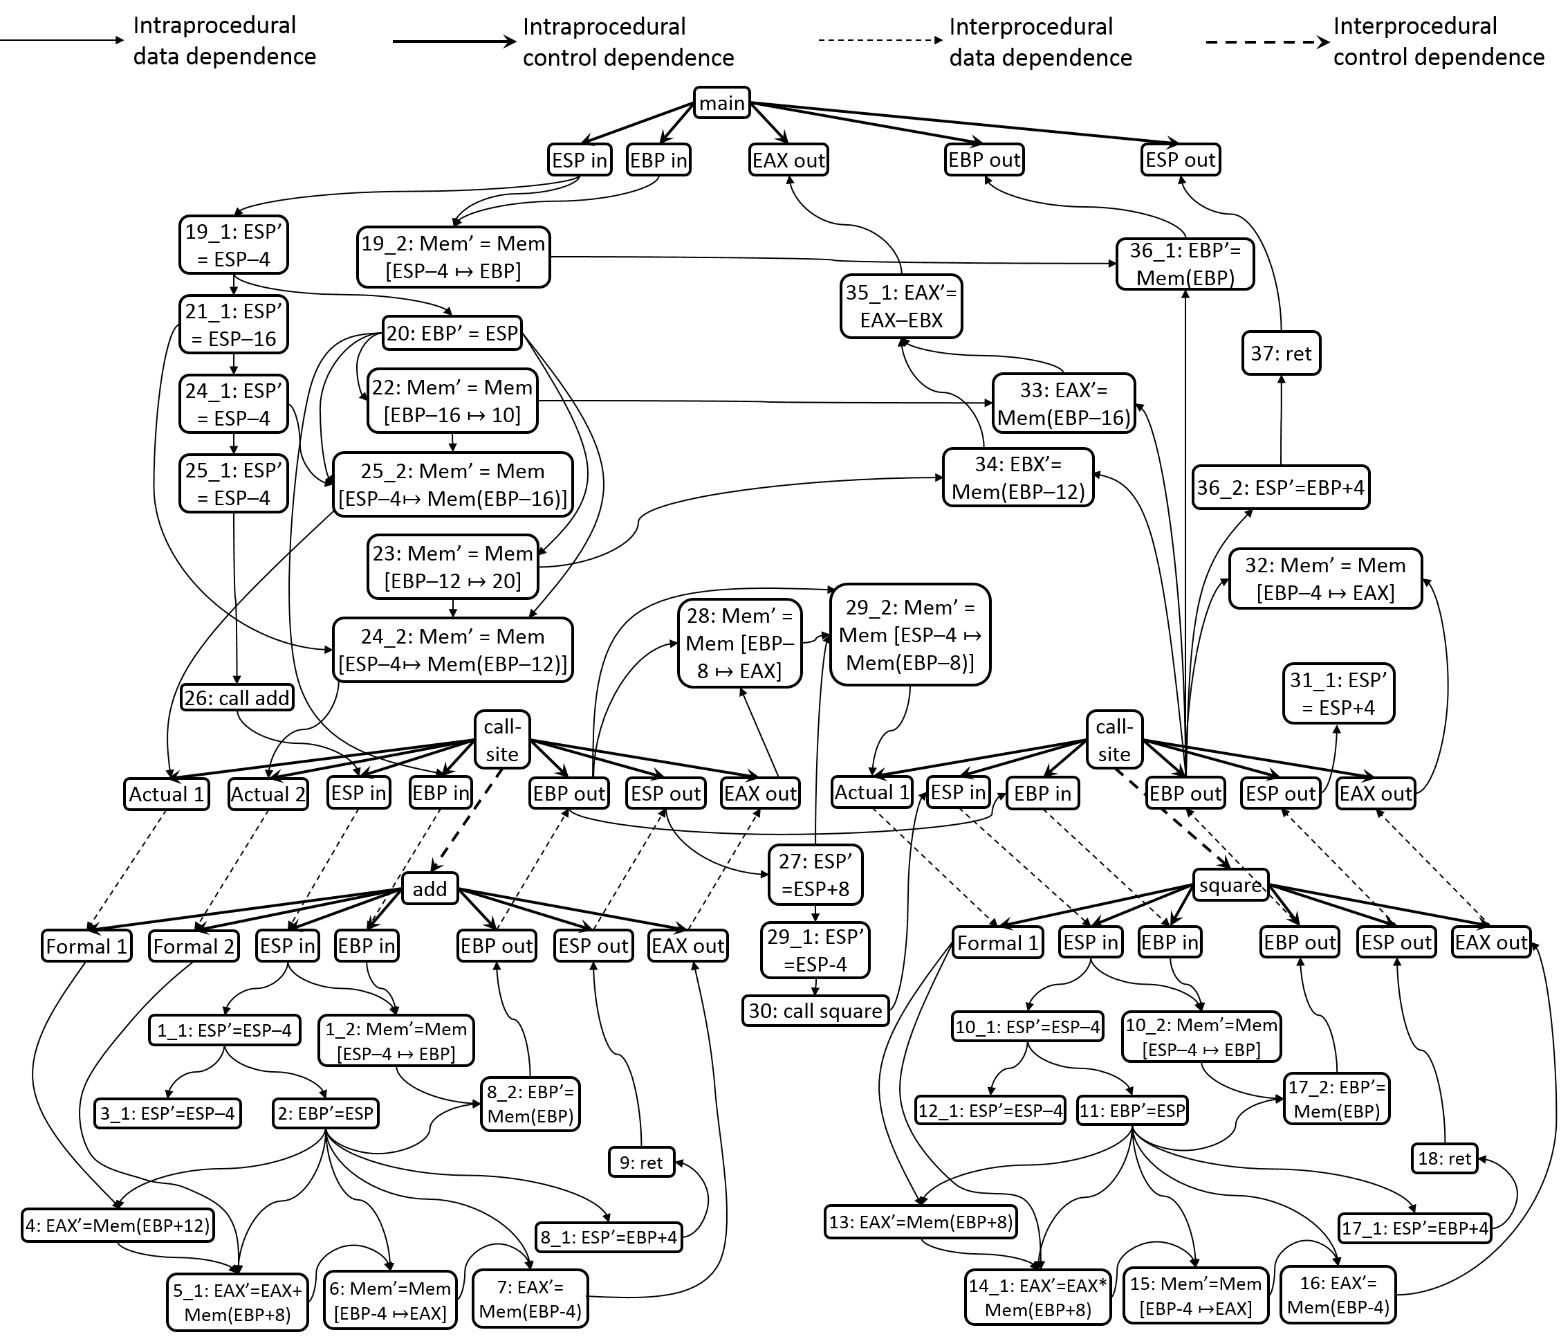 Intraprocedural
data dependence
Intraprocedural
control dependence
Interprocedural
data dependence
Interprocedural
control dependence
main
ESP in
EBP in
EAX out
EBP out
ESP out
19_1: ESP’
= ESP–4
19_2: Mem’ = Mem
[ESP–4 ↦ EBP]
36_1: EBP’=
Mem(EBP)
35_1: EAX’=
EAX–EBX
21_1: ESP’
= ESP–16
20: EBP’ = ESP
37: ret
24_1: ESP’
= ESP–4
22: Mem’ = Mem
[EBP–16 ↦ 10]
33: EAX’=
Mem(EBP–16)
25_1: ESP’
= ESP–4
25_2: Mem’ = Mem
[ESP–4↦ Mem(EBP–16)]
34: EBX’=
Mem(EBP–12)
36_2: ESP’=EBP+4
23: Mem’ = Mem
[EBP–12 ↦ 20]
32: Mem’ = Mem
[EBP–4 ↦ EAX]
24_2: Mem’ = Mem
[ESP–4↦ Mem(EBP–12)]
28: Mem’ =
Mem [EBP–
8 ↦ EAX]
29_2: Mem’ =
Mem [ESP–4 ↦
Mem(EBP–8)]
26: call add
31_1: ESP’
= ESP+4
call-
site
call-
site
Actual 1
Actual 2
ESP in
EBP in
EBP out
ESP out
EAX out
Actual 1
ESP in
EBP in
EBP out
ESP out
EAX out
27: ESP’
=ESP+8
add
square
29_1: ESP’
=ESP-4
30: call square
Formal 1
Formal 2
ESP in
EBP in
EBP out
ESP out
EAX out
Formal 1
ESP in
EBP in
EBP out
ESP out
EAX out
1_1: ESP’=ESP–4
1_2: Mem’=Mem
[ESP–4 ↦ EBP]
10_1: ESP’=ESP–4
10_2: Mem’=Mem
[ESP–4 ↦ EBP]
3_1: ESP’=ESP–4
2: EBP’=ESP
8_2: EBP’=
Mem(EBP)
12_1: ESP’=ESP–4
11: EBP’=ESP
17_2: EBP’=
Mem(EBP)
9: ret
18: ret
4: EAX’=Mem(EBP+12)
8_1: ESP’=EBP+4
13: EAX’=Mem(EBP+8)
17_1: ESP’=EBP+4
5_1: EAX’=EAX+
Mem(EBP+8)
6: Mem’=Mem
[EBP-4 ↦EAX]
7: EAX’=
Mem(EBP-4)
14_1: EAX’=EAX*
Mem(EBP+8)
15: Mem’=Mem
[EBP-4 ↦EAX]
16: EAX’=
Mem(EBP-4)